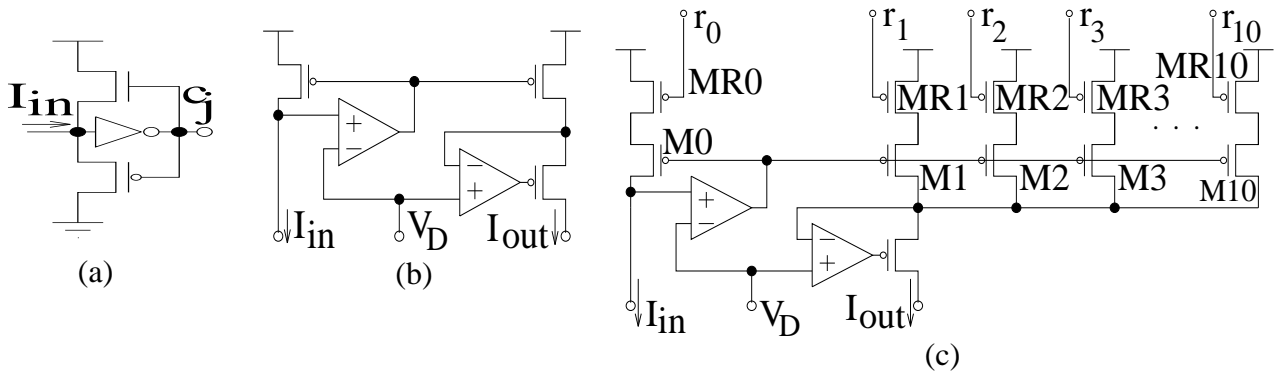 I_in
c_j
(a)
+
−
−
+
I_in
V_D
I_out
(b)
r_0
r_1
r_2
r_3
r_10
MR0
MR1
MR2
MR3
MR10
. . .
M0
M1
M2
M3
M10
+
−
−
+
I_in
V_D
I_out
(c)